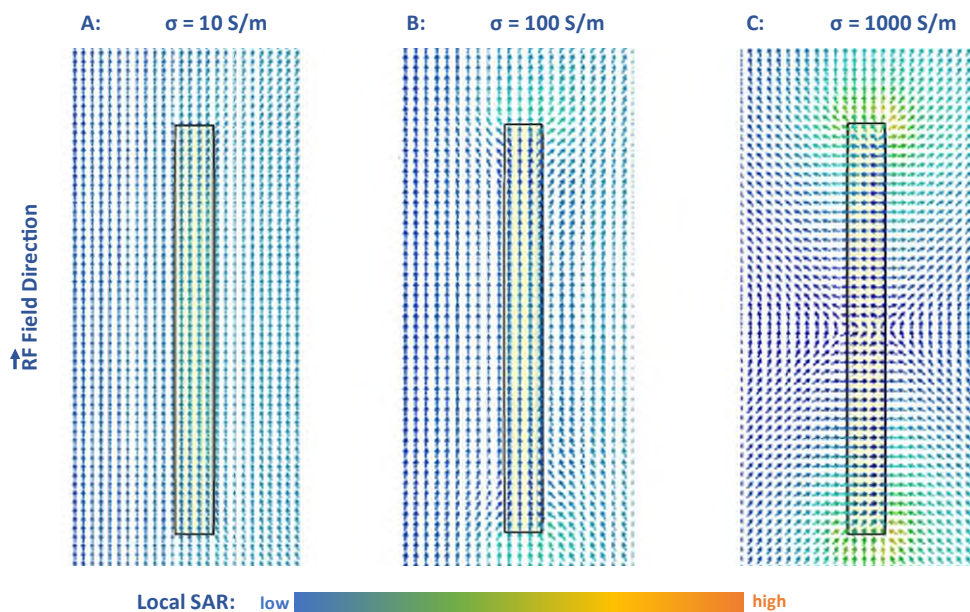 A: σ = 10 S/m
B: σ = 100 S/m
C: σ = 1000 S/m
RF Field Direction
Local SAR: low high